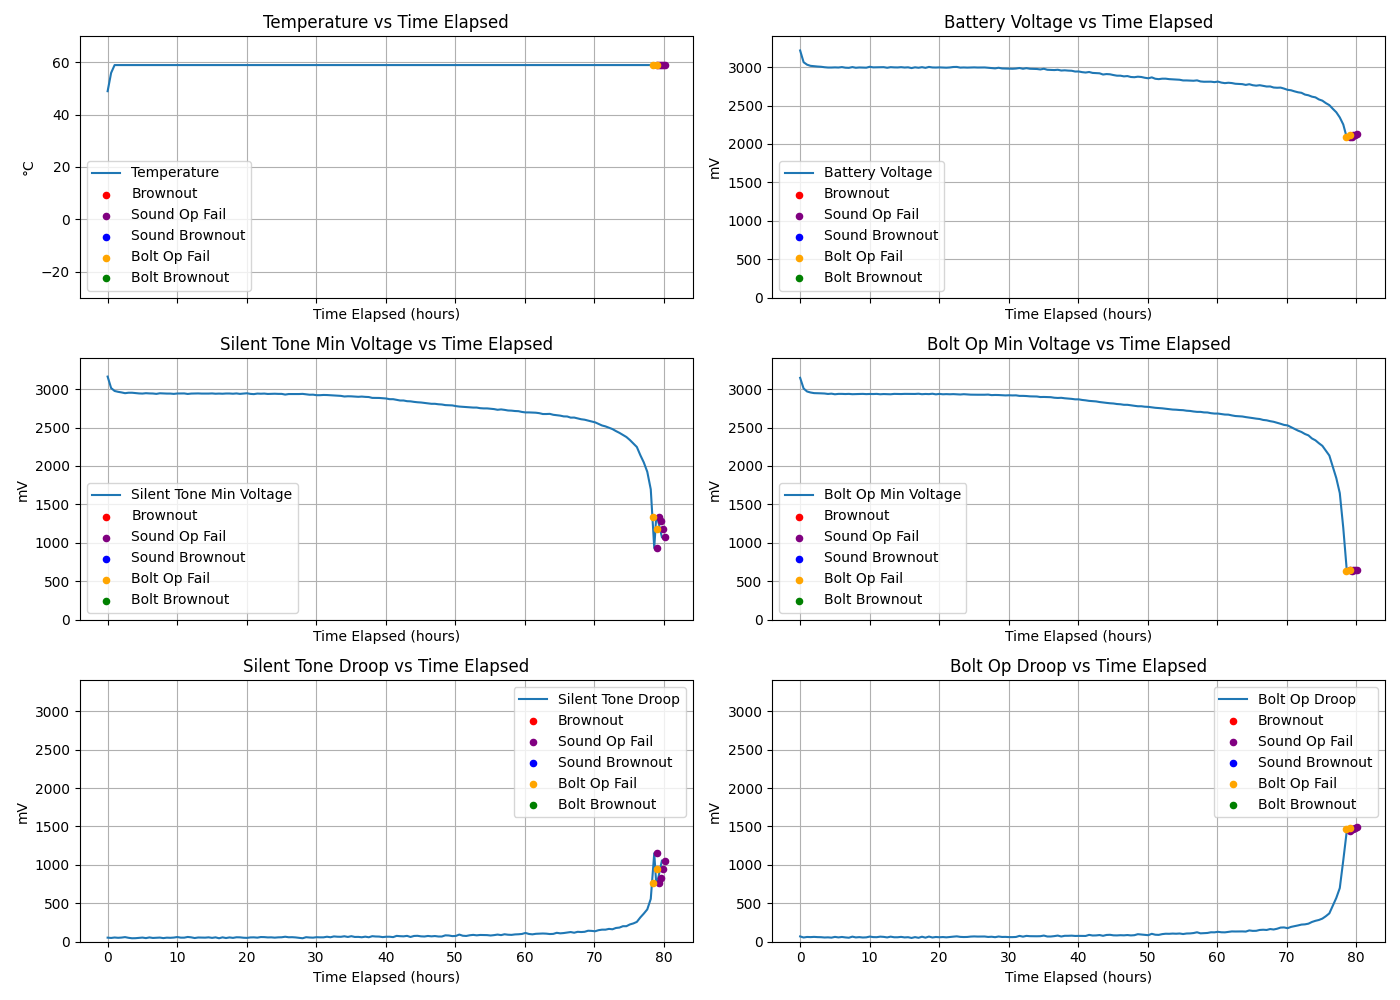 Temperature vs Time Elapsed
60
40
20
0
−20
°C
Temperature
Brownout
Sound Op Fail
Sound Brownout
Bolt Op Fail
Bolt Brownout
Time Elapsed (hours)
Battery Voltage vs Time Elapsed
3000
2500
2000
1500
1000
500
0
mV
Battery Voltage
Brownout
Sound Op Fail
Sound Brownout
Bolt Op Fail
Bolt Brownout
Time Elapsed (hours)
Silent Tone Min Voltage vs Time Elapsed
3000
2500
2000
1500
1000
500
0
mV
Silent Tone Min Voltage
Brownout
Sound Op Fail
Sound Brownout
Bolt Op Fail
Bolt Brownout
Time Elapsed (hours)
Bolt Op Min Voltage vs Time Elapsed
3000
2500
2000
1500
1000
500
0
mV
Bolt Op Min Voltage
Brownout
Sound Op Fail
Sound Brownout
Bolt Op Fail
Bolt Brownout
Time Elapsed (hours)
Silent Tone Droop vs Time Elapsed
3000
2500
2000
1500
1000
500
0
mV
Silent Tone Droop
Brownout
Sound Op Fail
Sound Brownout
Bolt Op Fail
Bolt Brownout
0 10 20 30 40 50 60 70 80
Time Elapsed (hours)
Bolt Op Droop vs Time Elapsed
3000
2500
2000
1500
1000
500
0
mV
Bolt Op Droop
Brownout
Sound Op Fail
Sound Brownout
Bolt Op Fail
Bolt Brownout
0 10 20 30 40 50 60 70 80
Time Elapsed (hours)